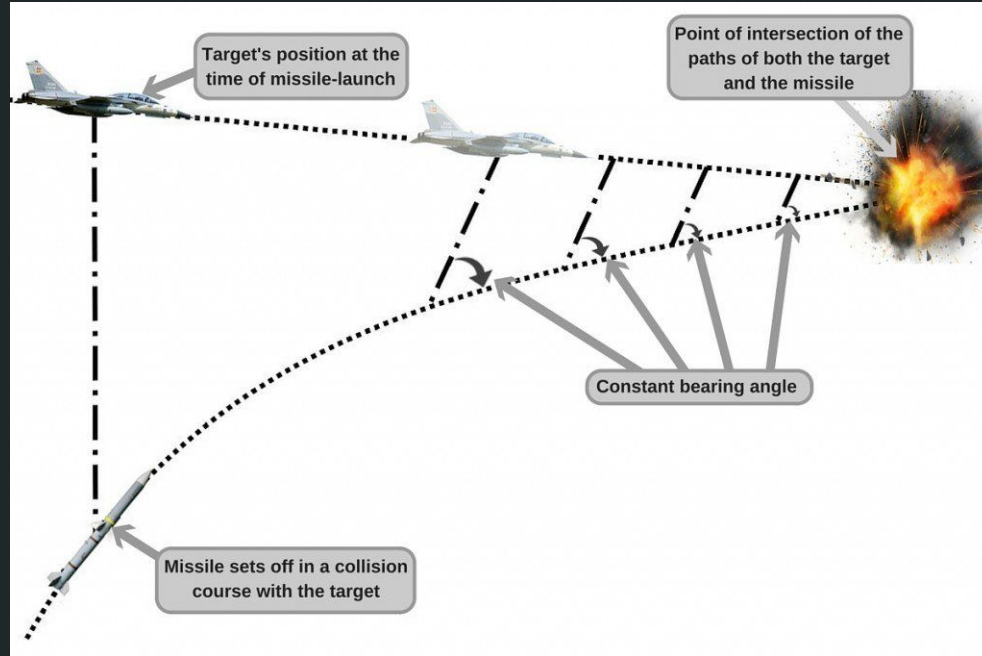 Target's position at the
time of missile-launch
Point of intersection of the
paths of both the target
and the missile
Constant bearing angle
Missile sets off in a collision
course with the target